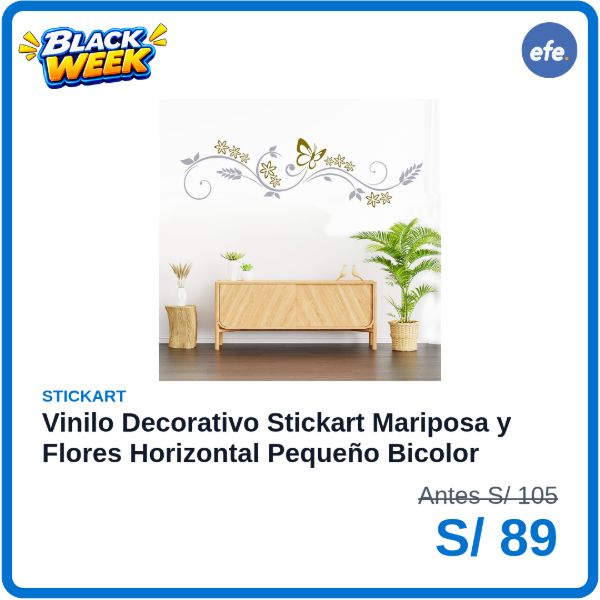 BLACK
WEEK
efe.
STICKART
Vinilo Decorativo Stickart Mariposa y
Flores Horizontal Pequeño Bicolor
Antes S/ 105
S/ 89